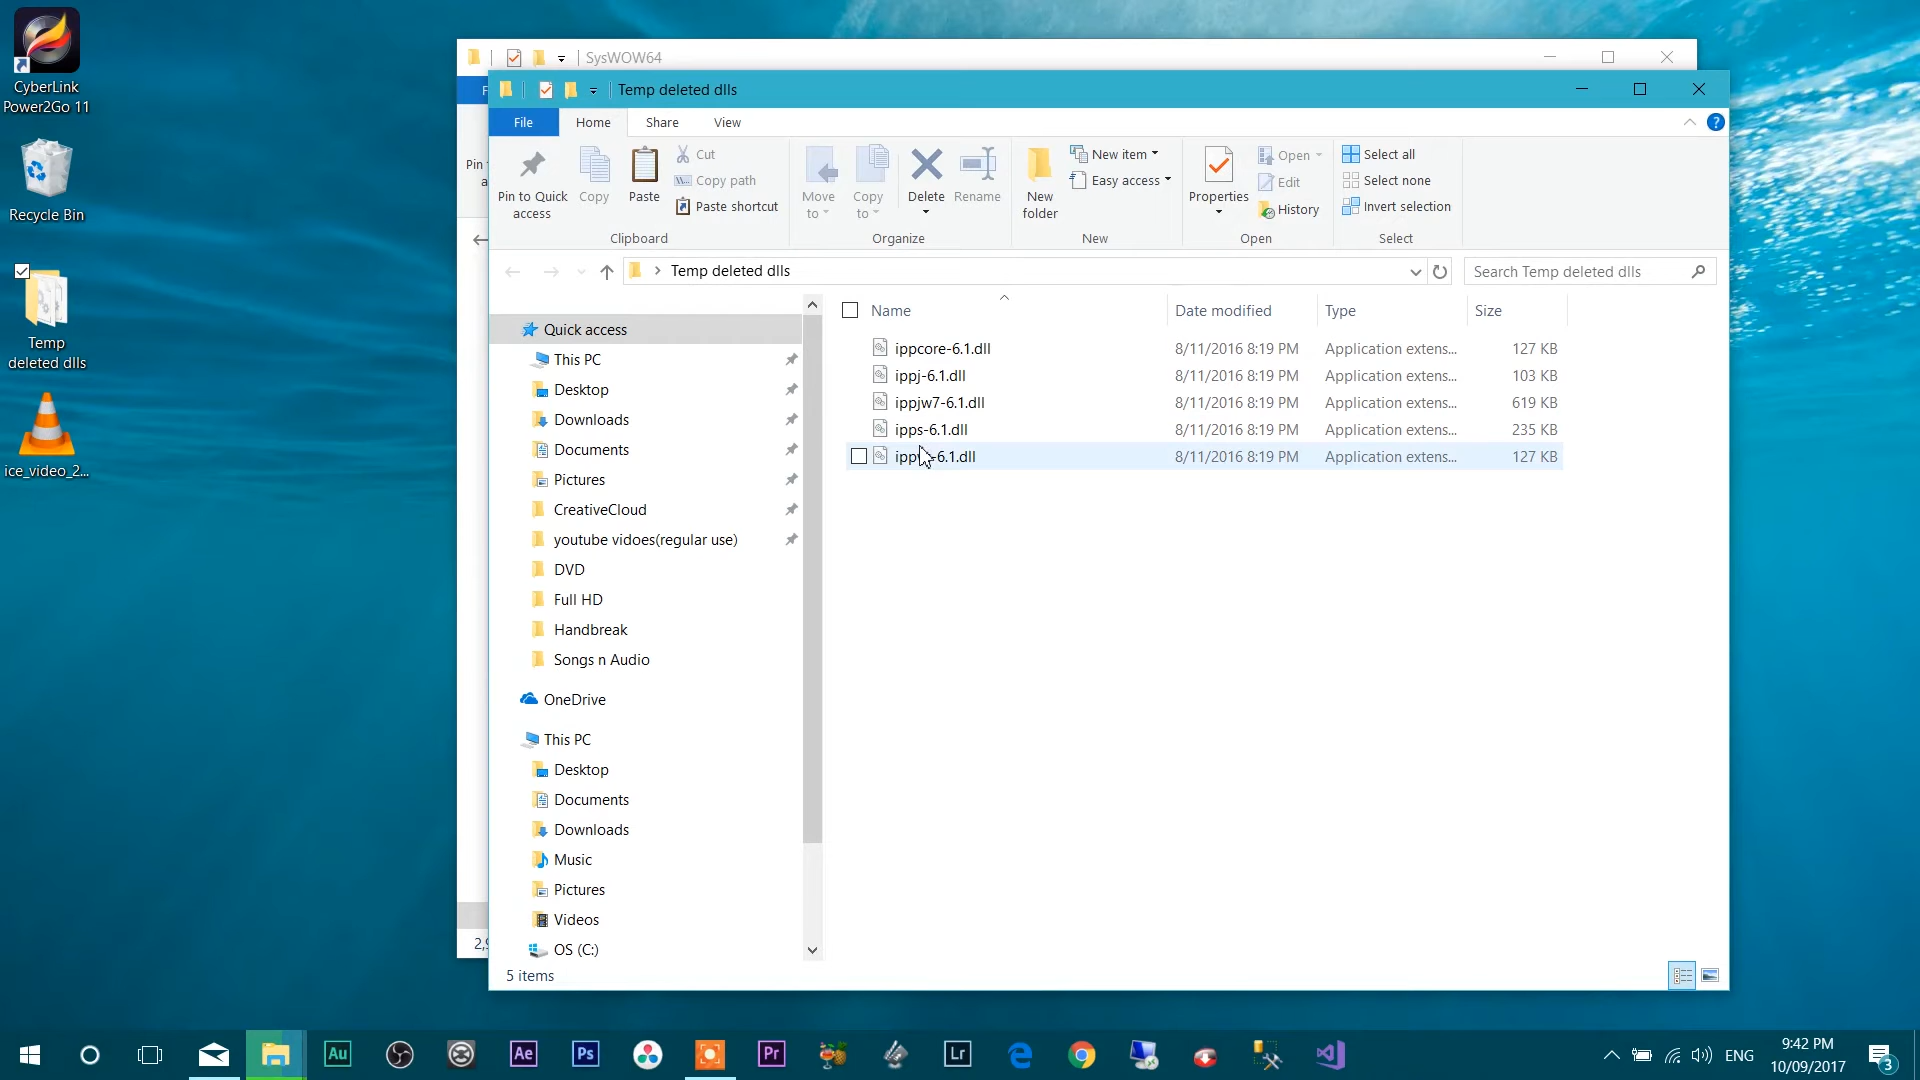 CyberLink
Power2Go 11
Recycle Bin
Temp
deleted dlls
ice_video_2...
SysWOW64
Temp deleted dlls
File
Home
Share
View
Pin to Quick
access
Copy
Paste
Cut
Copy path
Paste shortcut
Clipboard
Move
to
Copy
to
Delete
Rename
Organize
New
folder
New item
Easy access
New
Properties
Open
Edit
History
Open
Select all
Select none
Invert selection
Select
Temp deleted dlls
Search Temp deleted dlls
Name
Date modified
Type
Size
ippcore-6.1.dll 8/11/2016 8:19 PM Application extens... 127 KB
ippj-6.1.dll 8/11/2016 8:19 PM Application extens... 103 KB
ippjw7-6.1.dll 8/11/2016 8:19 PM Application extens... 619 KB
ipps-6.1.dll 8/11/2016 8:19 PM Application extens... 235 KB
8/11/2016 8:19 PM Application extens... 127 KB
Quick access
This PC
Desktop
Downloads
Documents
Pictures
CreativeCloud
youtube vidoes(regular use)
DVD
Full HD
Handbreak
Songs n Audio
OneDrive
This PC
Desktop
Documents
Downloads
Music
Pictures
Videos
OS (C:)
5 items
Au
Ae
Ps
Pr
Lr
ENG
9:42 PM
10/09/2017
3